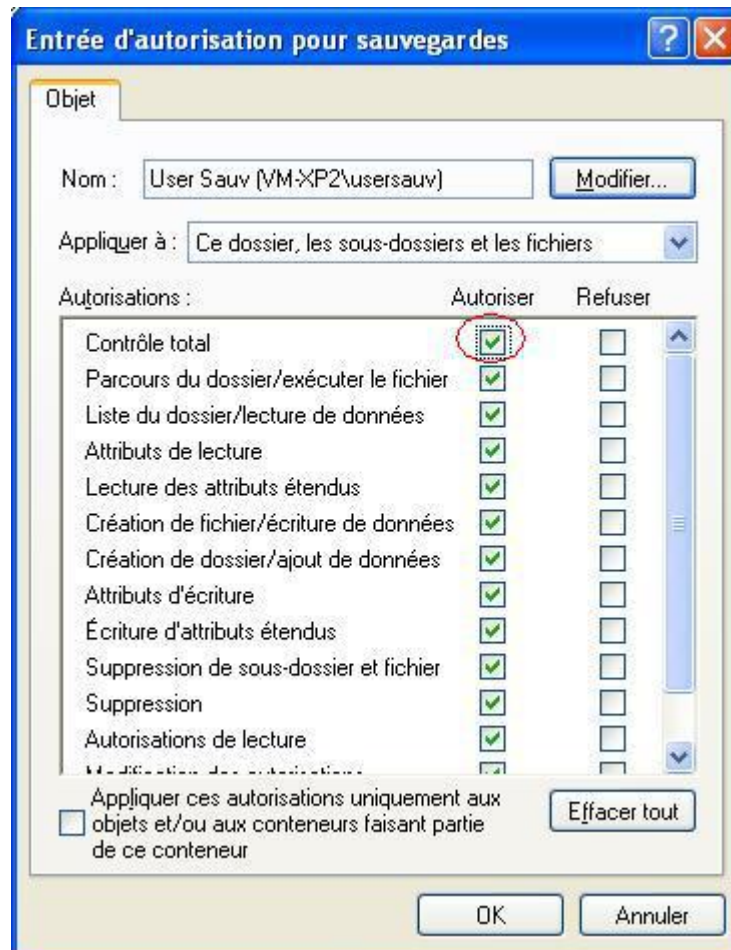 Entrée d'autorisation pour sauvegardes
Objet
Nom : User Sauv (VM-XP2\usersauv) Modifier...
Appliquer à : Ce dossier, les sous-dossiers et les fichiers
Autorisations : Autoriser Refuser
Contrôle total
Parcours du dossier/exécuter le fichier
Liste du dossier/lecture de données
Attributs de lecture
Lecture des attributs étendus
Création de fichier/écriture de données
Création de dossier/ajout de données
Attributs d'écriture
Écriture d'attributs étendus
Suppression de sous-dossier et fichier
Suppression
Autorisations de lecture
Modification des autorisations
Appliquer ces autorisations uniquement aux
objets et/ou aux conteneurs faisant partie
de ce conteneur
Effacer tout
OK Annuler